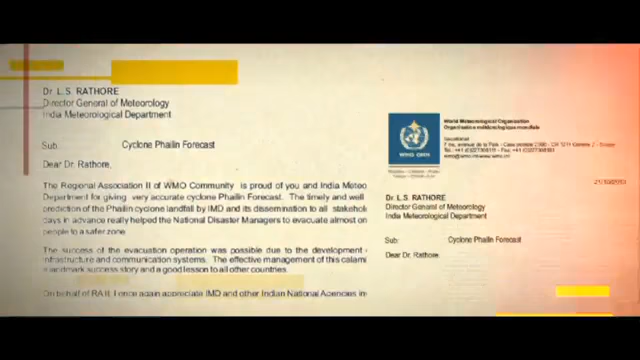 Dr. L.S. RATHORE
Director General of Meteorology
India Meteorological Department
Sub: Cyclone Phailin Forecast
Dear Dr. Rathore,
The Regional Association II of WMO Community is proud of you and India Meteo
Department for giving very accurate cyclone Phailin Forecast. The timely and well
prediction of the Phailin cyclone landfall by IMD and its dissemination to all stakehol
days in advance really helped the National Disaster Managers to evacuate almost on
people to a safer zone.
The success of the evacuation operation was possible due to the development
infrastructure and communication systems. The effective management of this calami
a landmark success story and a good lesson to all other countries.
On behalf of RA II, I once again appreciate IMD and other Indian National Agencies in
WMO OMM
World Meteorological Organization
Organisation météorologique mondiale
Dr. L.S. RATHORE
Director General of Meteorology
India Meteorological Department
Sub: Cyclone Phailin Forecast
Dear Dr. Rathore,